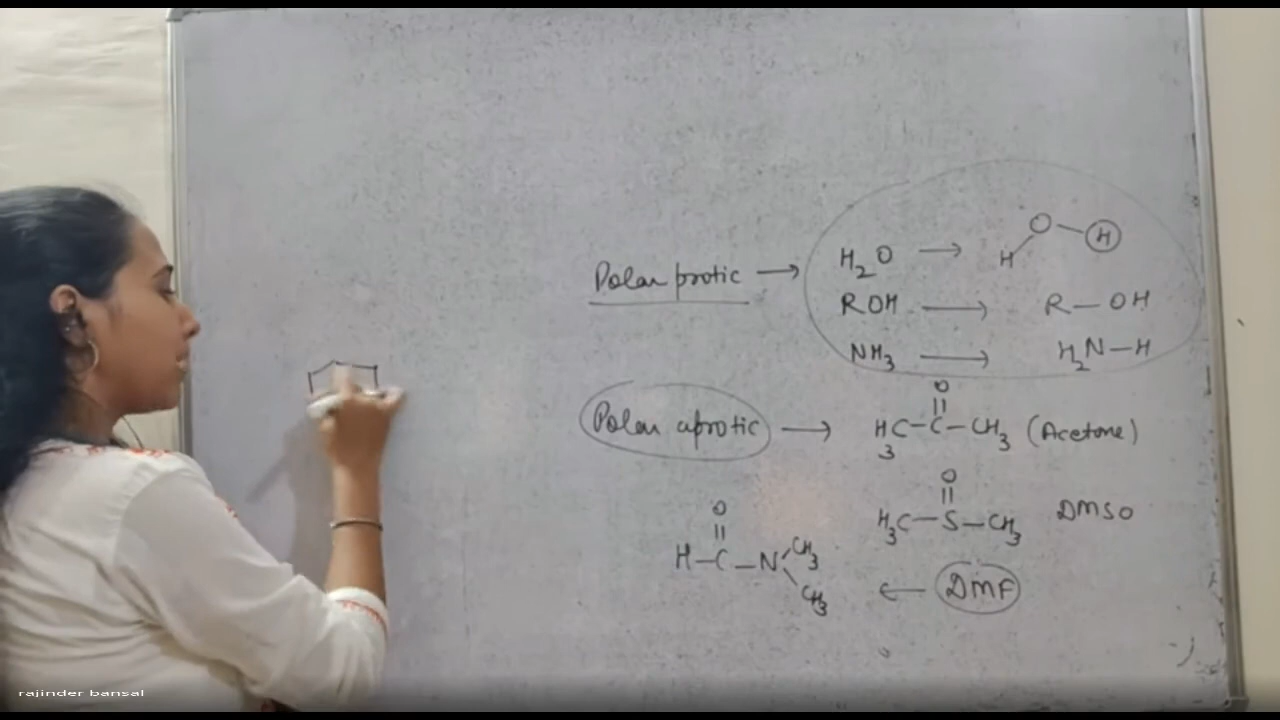 Polar protic → H2O → H-O-H
ROH → R-OH
NH3 → H2N-H
Polar aprotic → H3C-C(=O)-CH3 (Acetone)
H3C-S(=O)-CH3 DMSO
H-C(=O)-N(CH3)CH3 ← DMF
rajinder bansal